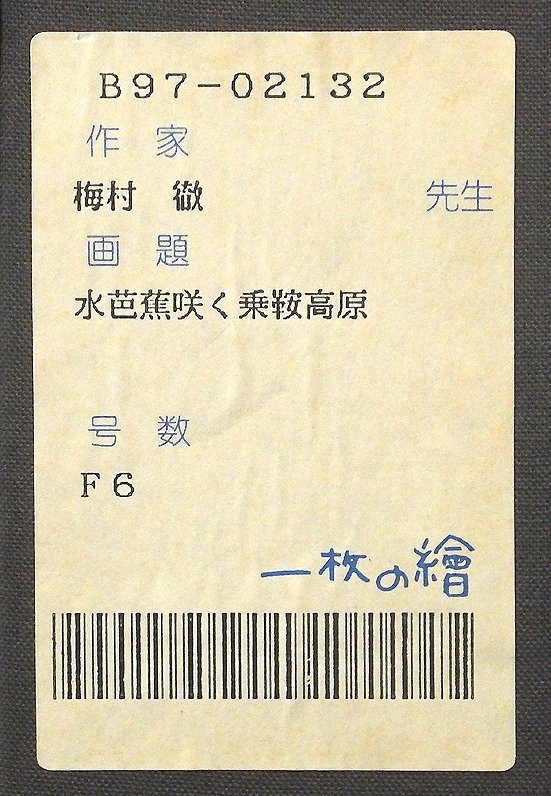 B97-02132
作 家
梅村 徹 先生
画 題
水芭蕉咲く乗鞍高原
号 数
F6
一枚の繪